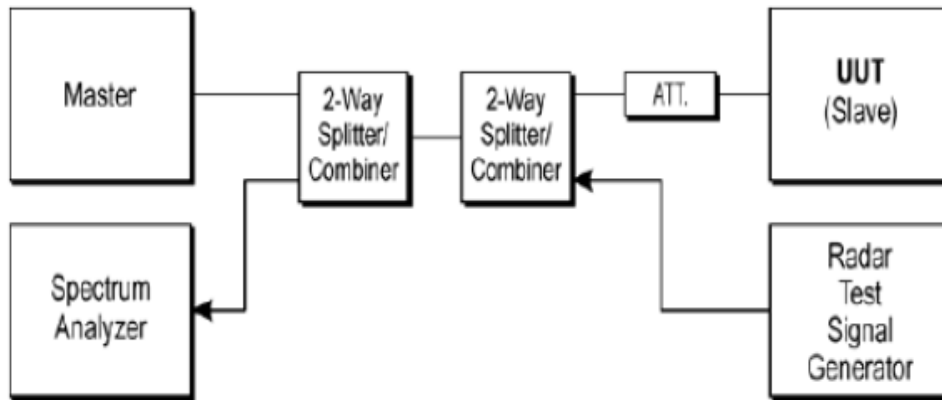 Master
2-Way
Splitter/
Combiner
2-Way
Splitter/
Combiner
ATT.
UUT
(Slave)
Spectrum
Analyzer
Radar
Test
Signal
Generator